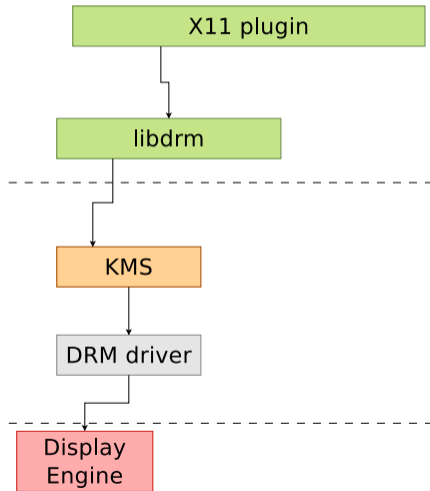 X11 plugin
libdrm
KMS
DRM driver
Display
Engine